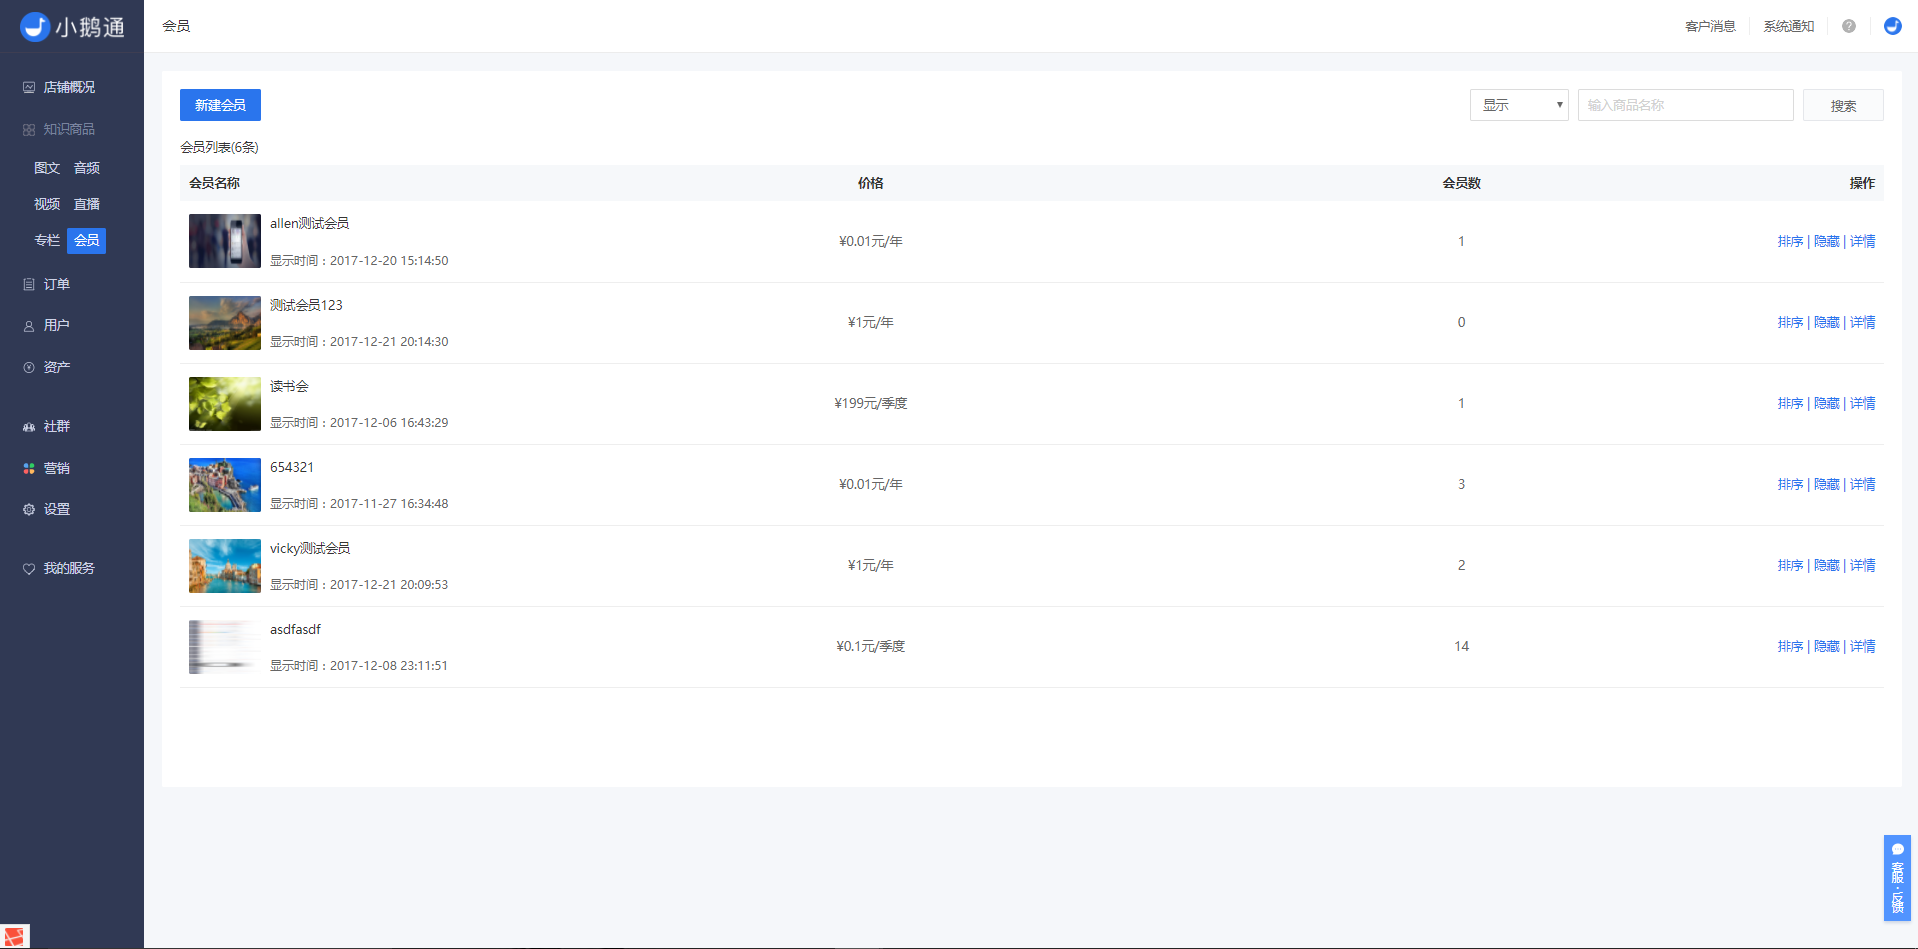 小鹅通
会员
客户消息
系统通知
?
店铺概况
知识商品
图文 音频
视频 直播
专栏 会员
订单
用户
资产
社群
营销
设置
我的服务
新建会员
显示
输入商品名称
搜索
会员列表(6条)
会员名称 价格 会员数 操作
allen测试会员
显示时间：2017-12-20 15:14:50
¥0.01元/年 1 排序 | 隐藏 | 详情
测试会员123
显示时间：2017-12-21 20:14:30
¥1元/年 0 排序 | 隐藏 | 详情
读书会
显示时间：2017-12-06 16:43:29
¥199元/季度 1 排序 | 隐藏 | 详情
654321
显示时间：2017-11-27 16:34:48
¥0.01元/年 3 排序 | 隐藏 | 详情
vicky测试会员
显示时间：2017-12-21 20:09:53
¥1元/年 2 排序 | 隐藏 | 详情
asdfasdf
显示时间：2017-12-08 23:11:51
¥0.1元/季度 14 排序 | 隐藏 | 详情
客服·反馈